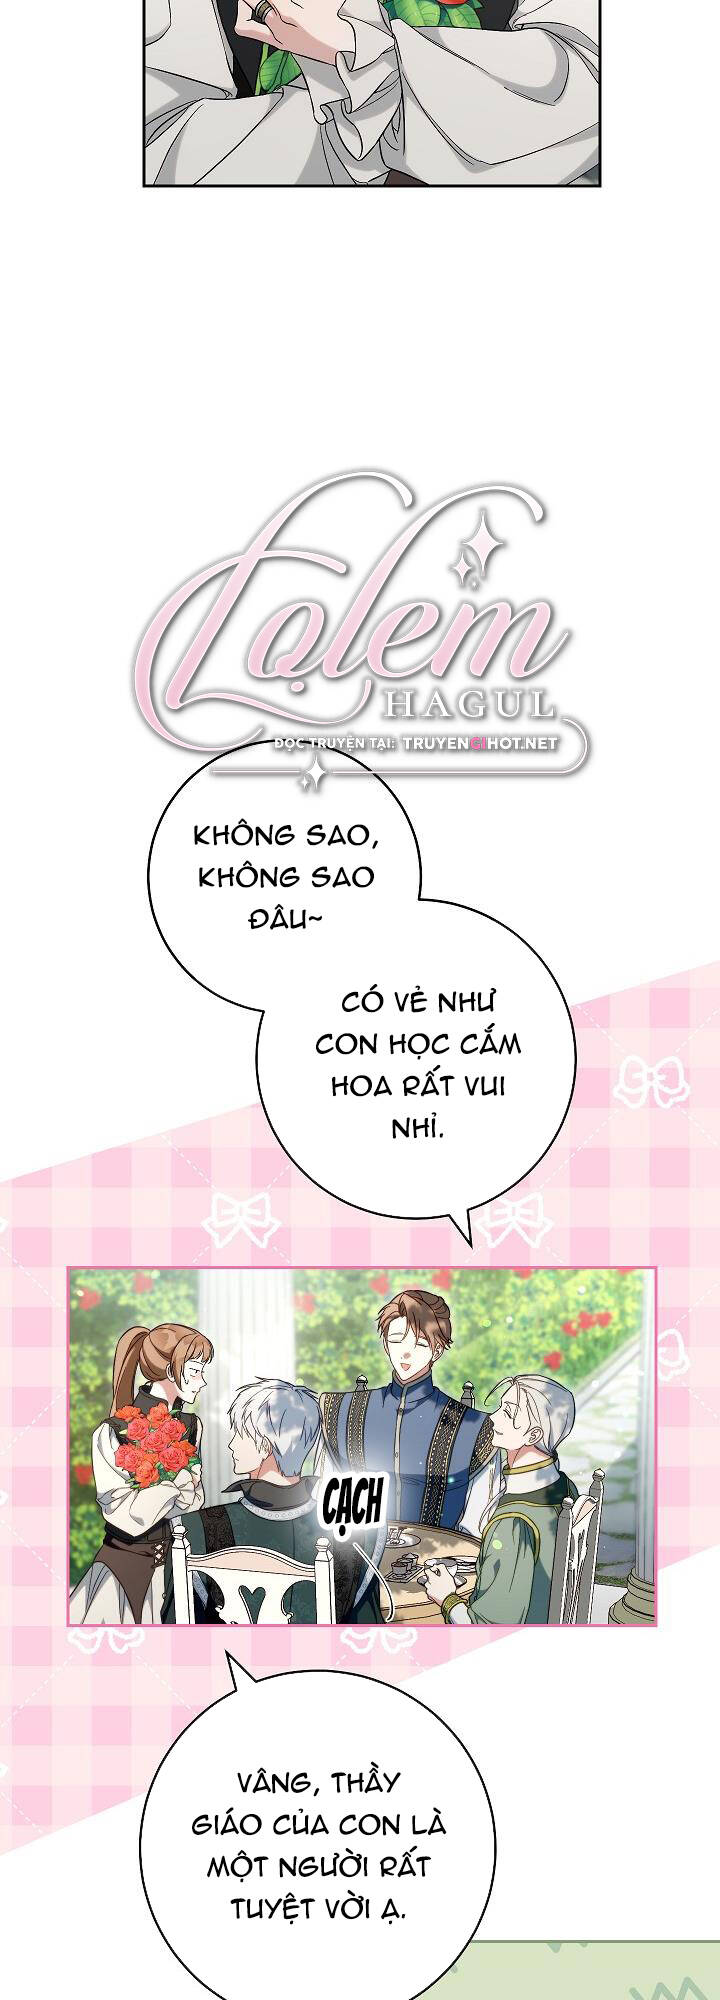 Lọlem
HAGUL
ĐỌC TRUYỆN TẠI: TRUYENGIHOT.NET
KHÔNG SAO,
KHÔNG SAO
ĐÂU~
CÓ VẺ NHƯ
CON HỌC CẮM
HOA RẤT VUI
NHỈ.
CẠCH
VÂNG, THẦY
GIÁO CỦA CON LÀ
MỘT NGƯỜI RẤT
TUYỆT VỜI Ạ.